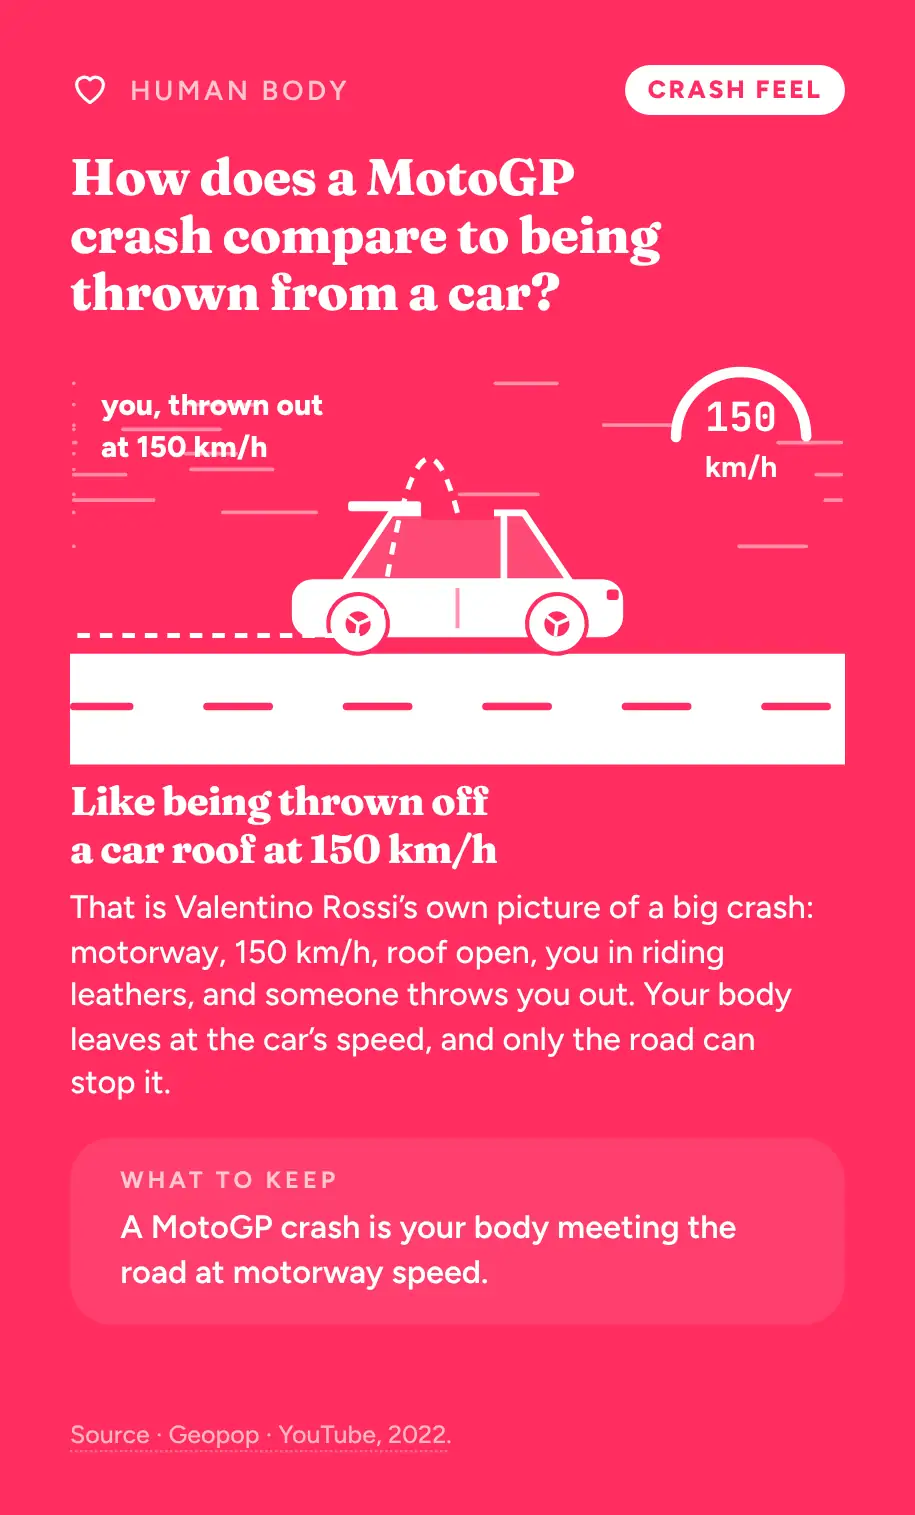 HUMAN BODY
CRASH FEEL
How does a MotoGP
crash compare to being
thrown from a car?
you, thrown out
at 150 km/h
150
km/h
Like being thrown off
a car roof at 150 km/h
That is Valentino Rossi’s own picture of a big crash:
motorway, 150 km/h, roof open, you in riding
leathers, and someone throws you out. Your body
leaves at the car’s speed, and only the road can
stop it.
WHAT TO KEEP
A MotoGP crash is your body meeting the
road at motorway speed.
Source · Geopop · YouTube, 2022.